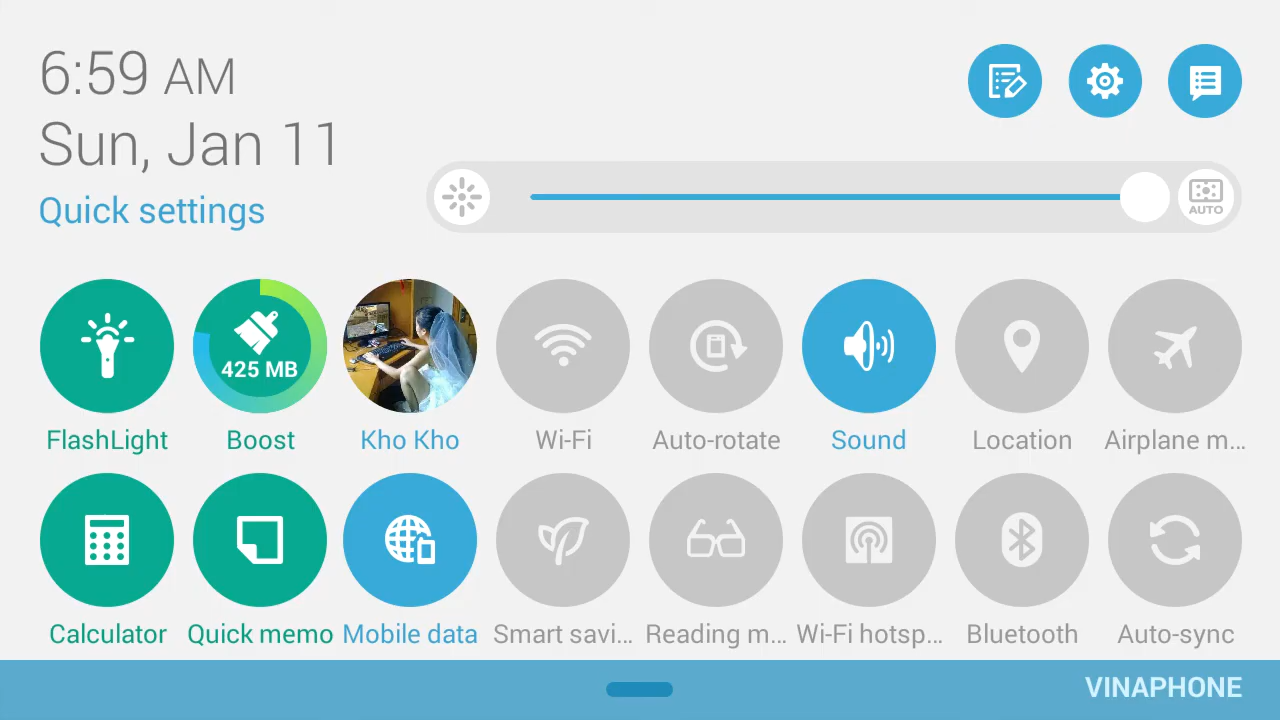 6:59 AM
Sun, Jan 11
Quick settings
AUTO
425 MB
FlashLight Boost Kho Kho Wi-Fi Auto-rotate Sound Location Airplane m...
Calculator Quick memo Mobile data Smart savi... Reading m... Wi-Fi hotsp... Bluetooth Auto-sync
VINAPHONE